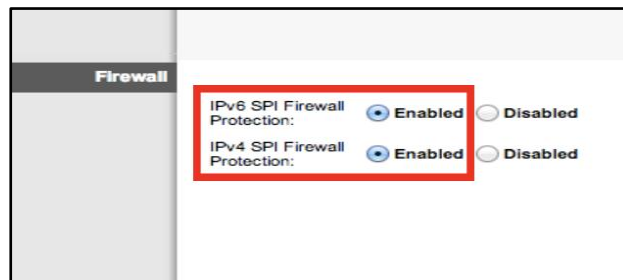 Firewall
IPv6 SPI Firewall
Protection:
Enabled
Disabled
IPv4 SPI Firewall
Protection:
Enabled
Disabled